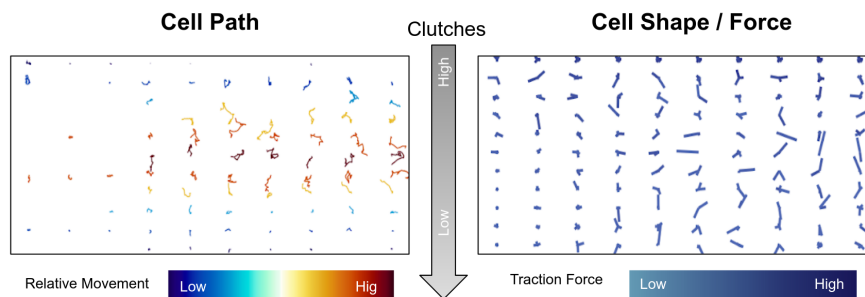 Cell Path
Clutches
Cell Shape / Force
High
Low
Relative Movement
Low
Hig
Traction Force
Low
High